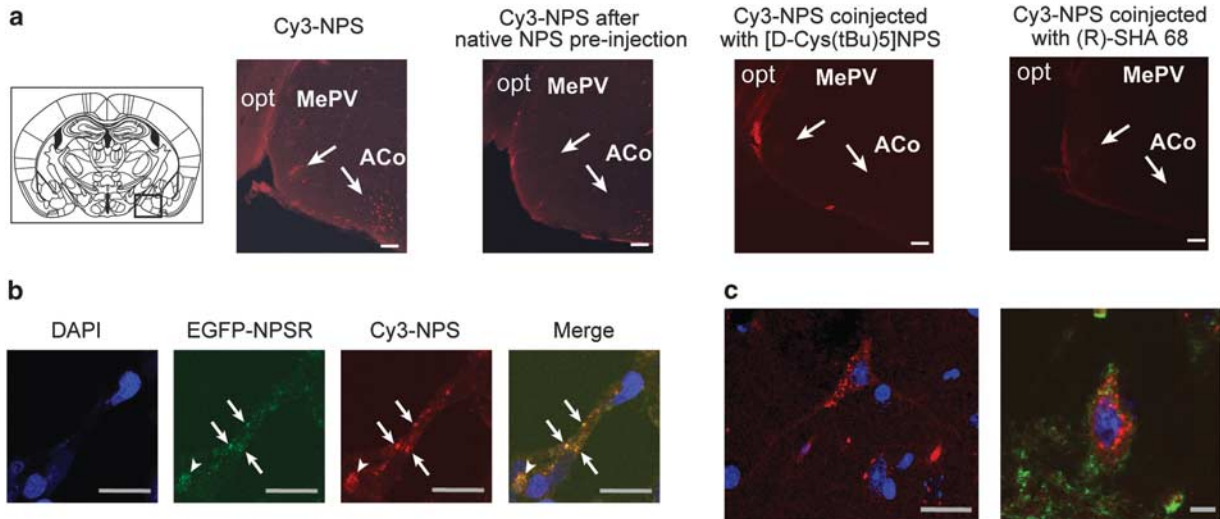 a
Cy3-NPS
Cy3-NPS after
native NPS pre-injection
Cy3-NPS coinjected
with [D-Cys(tBu)5]NPS
Cy3-NPS coinjected
with (R)-SHA 68
opt MePV
ACo
opt MePV
ACo
opt MePV
ACo
opt MePV
ACo
b
DAPI
EGFP-NPSR
Cy3-NPS
Merge
c